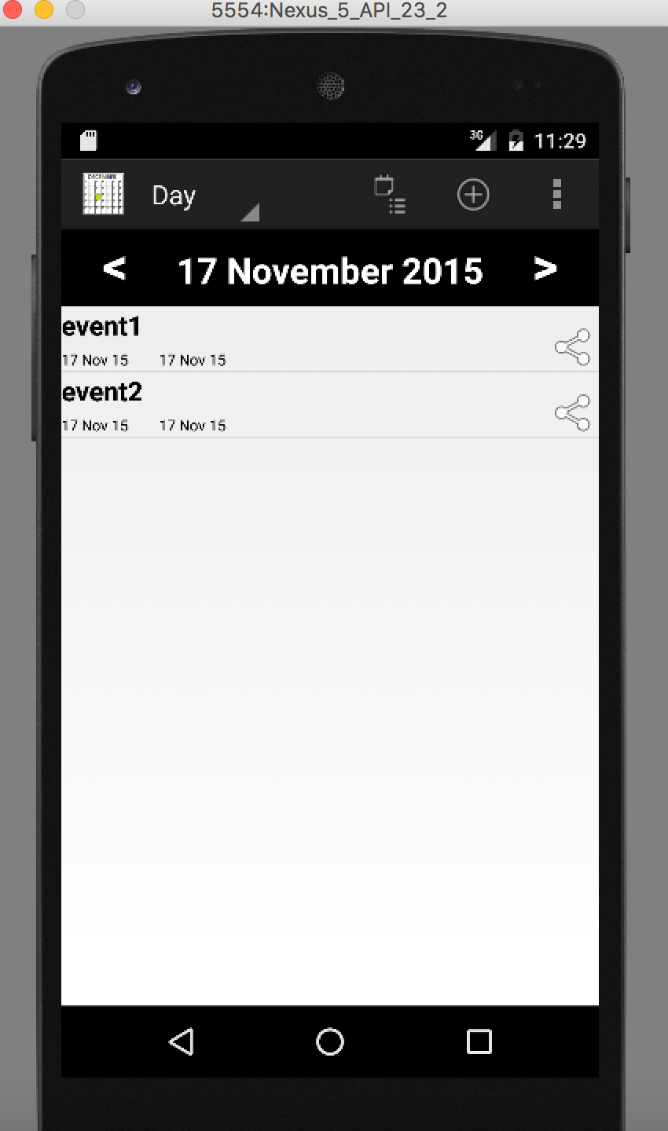 5554:Nexus_5_API_23_2
3G 11:29
DECEMBER
Day
< 17 November 2015 >
event1
17 Nov 15 17 Nov 15
event2
17 Nov 15 17 Nov 15